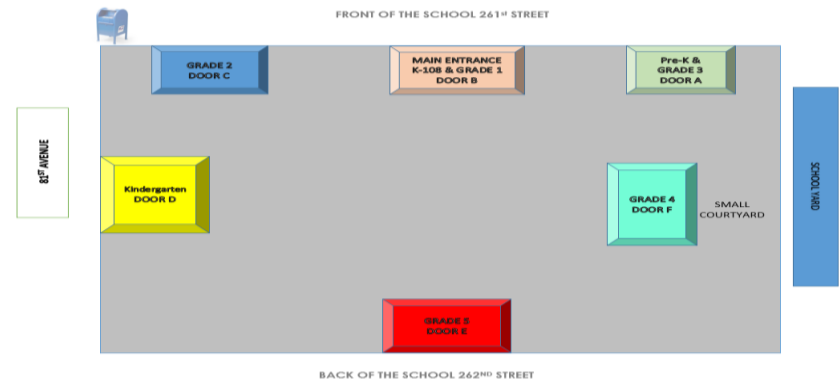 FRONT OF THE SCHOOL 261st STREET
GRADE 2
DOOR C
MAIN ENTRANCE
K-108 & GRADE 1
DOOR B
Pre-K &
GRADE 3
DOOR A
81ST AVENUE
Kindergarten
DOOR D
GRADE 4
DOOR F
SMALL
COURTYARD
SCHOOL YARD
GRADE 5
DOOR E
BACK OF THE SCHOOL 262ND STREET